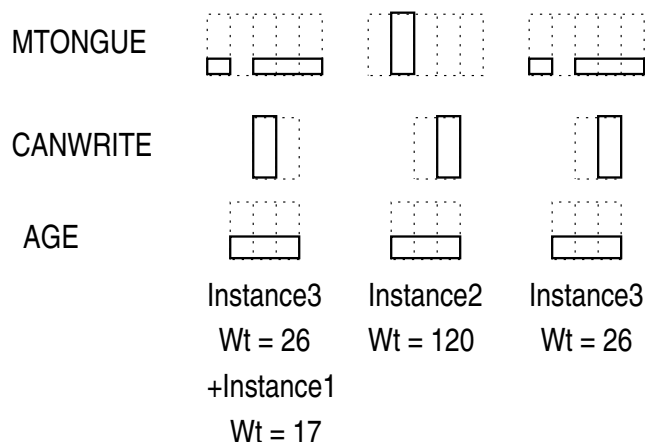 MTONGUE
CANWRITE
AGE
Instance3 Instance2 Instance3
Wt = 26 Wt = 120 Wt = 26
+Instance1
Wt = 17